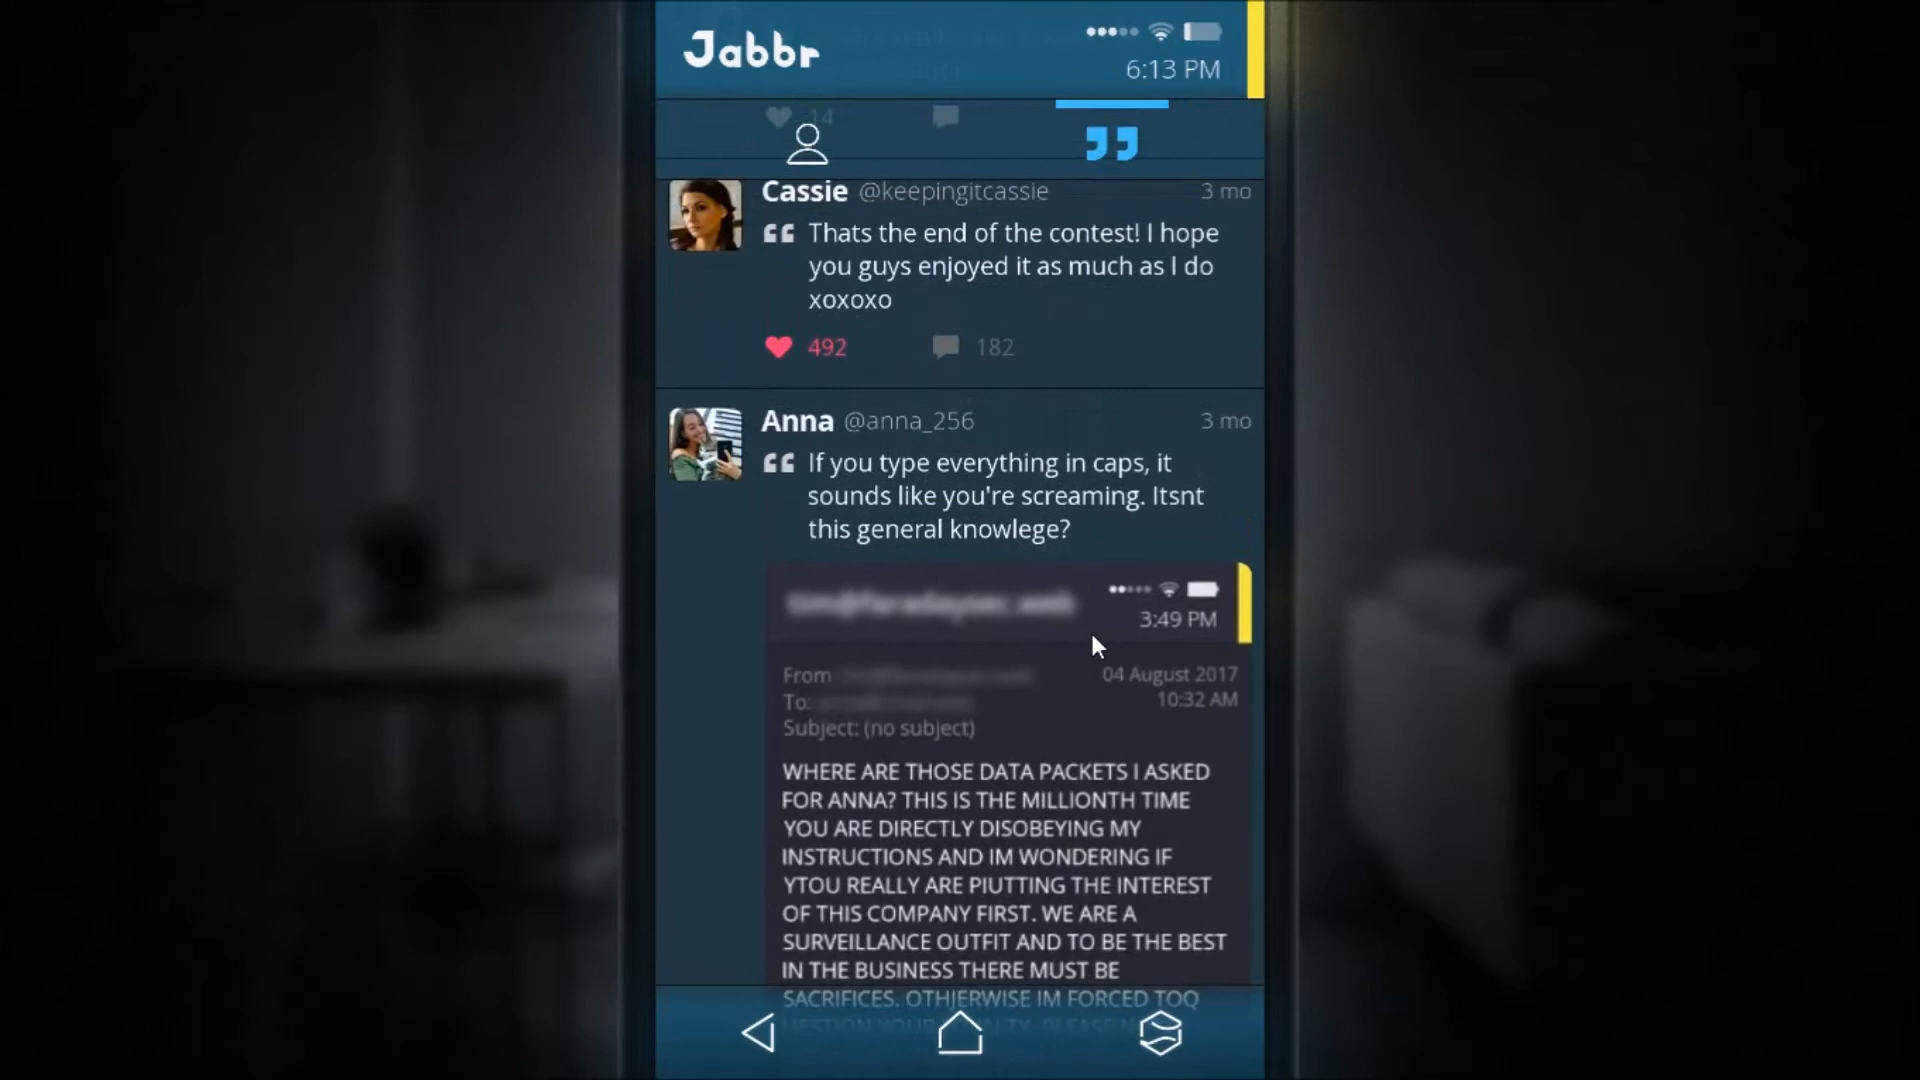 Jabbr
6:13 PM
14
Cassie @keepingitcassie 3 mo
Thats the end of the contest! I hope
you guys enjoyed it as much as I do
xoxoxo
492 182
Anna @anna_256 3 mo
If you type everything in caps, it
sounds like you're screaming. Itsnt
this general knowlege?
tim@faradaysec.web
3:49 PM
From 04 August 2017
To: 10:32 AM
Subject: (no subject)
WHERE ARE THOSE DATA PACKETS I ASKED
FOR ANNA? THIS IS THE MILLIONTH TIME
YOU ARE DIRECTLY DISOBEYING MY
INSTRUCTIONS AND IM WONDERING IF
YTOU REALLY ARE PIUTTING THE INTEREST
OF THIS COMPANY FIRST. WE ARE A
SURVEILLANCE OUTFIT AND TO BE THE BEST
IN THE BUSINESS THERE MUST BE
SACRIFICES. OTHJERWISE IM FORCED TOQ